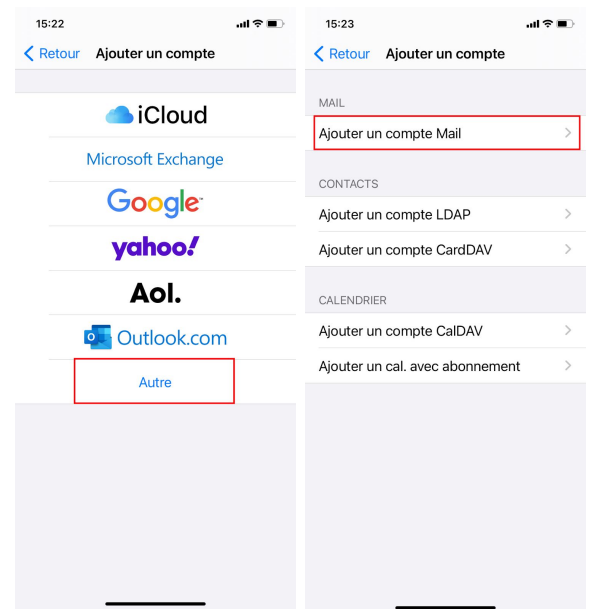 15:22
Retour Ajouter un compte
iCloud
Microsoft Exchange
Google
yahoo!
Aol.
Outlook.com
Autre
15:23
Retour Ajouter un compte
MAIL
Ajouter un compte Mail
CONTACTS
Ajouter un compte LDAP
Ajouter un compte CardDAV
CALENDRIER
Ajouter un compte CalDAV
Ajouter un cal. avec abonnement